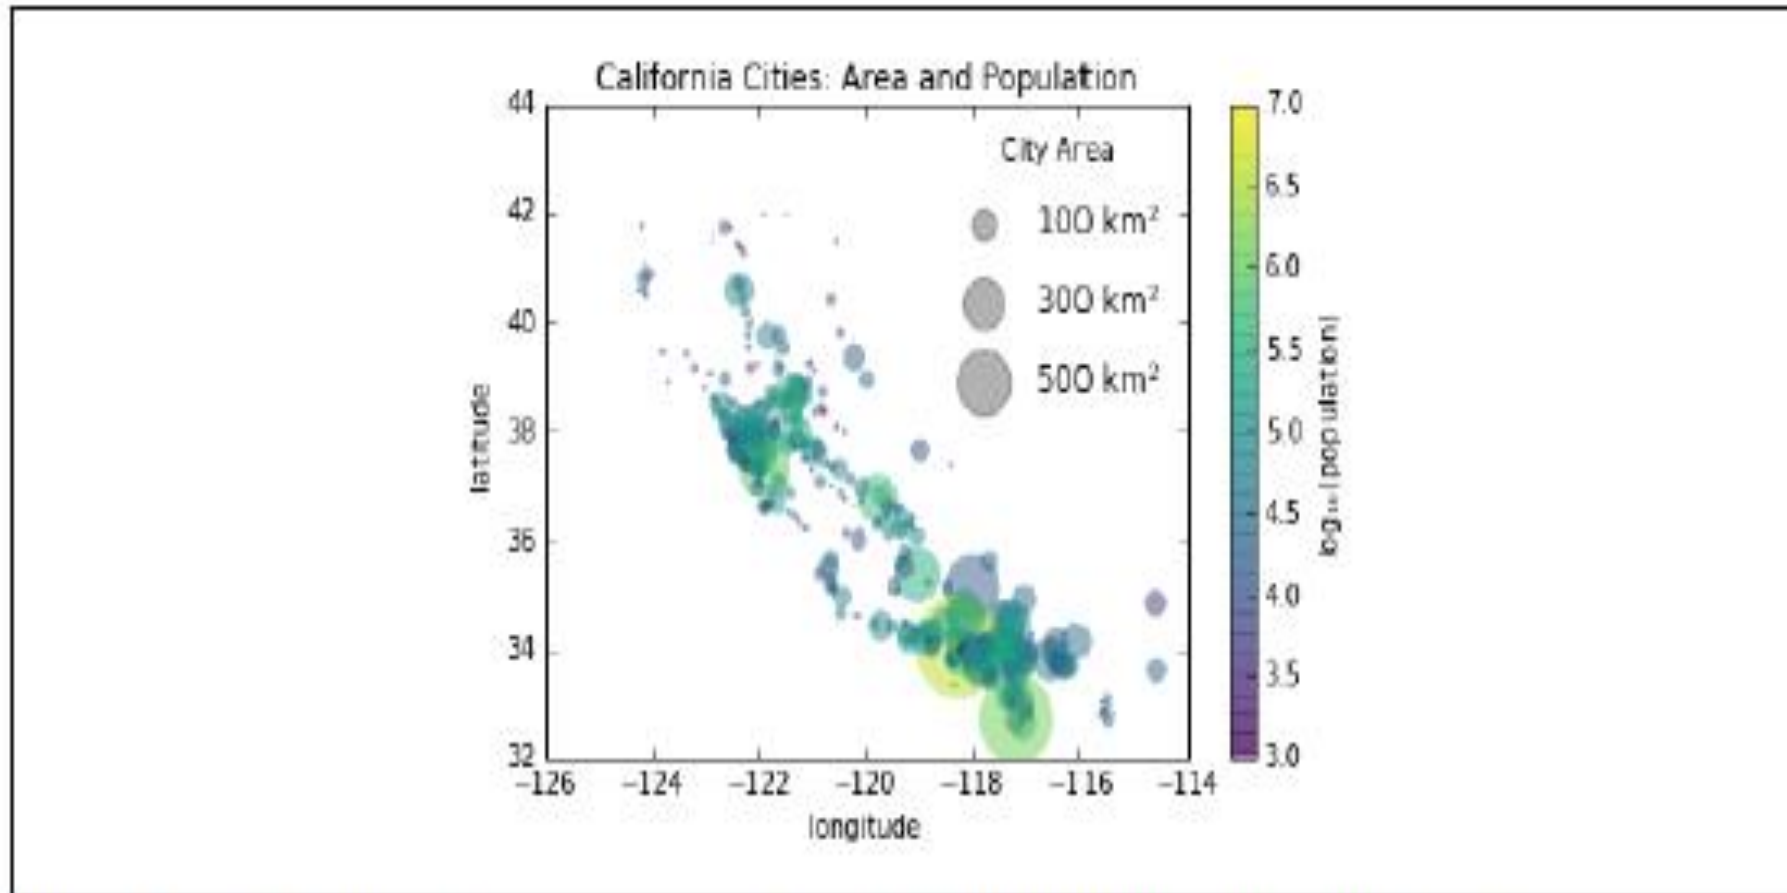 California Cities: Area and Population
44
42
40
38
36
34
32
latitude
−126 −124 −122 −120 −118 −116 −114
longitude
City Area
100 km²
300 km²
500 km²
7.0
6.5
6.0
5.5
5.0
4.5
4.0
3.5
3.0
log₁₀(population)